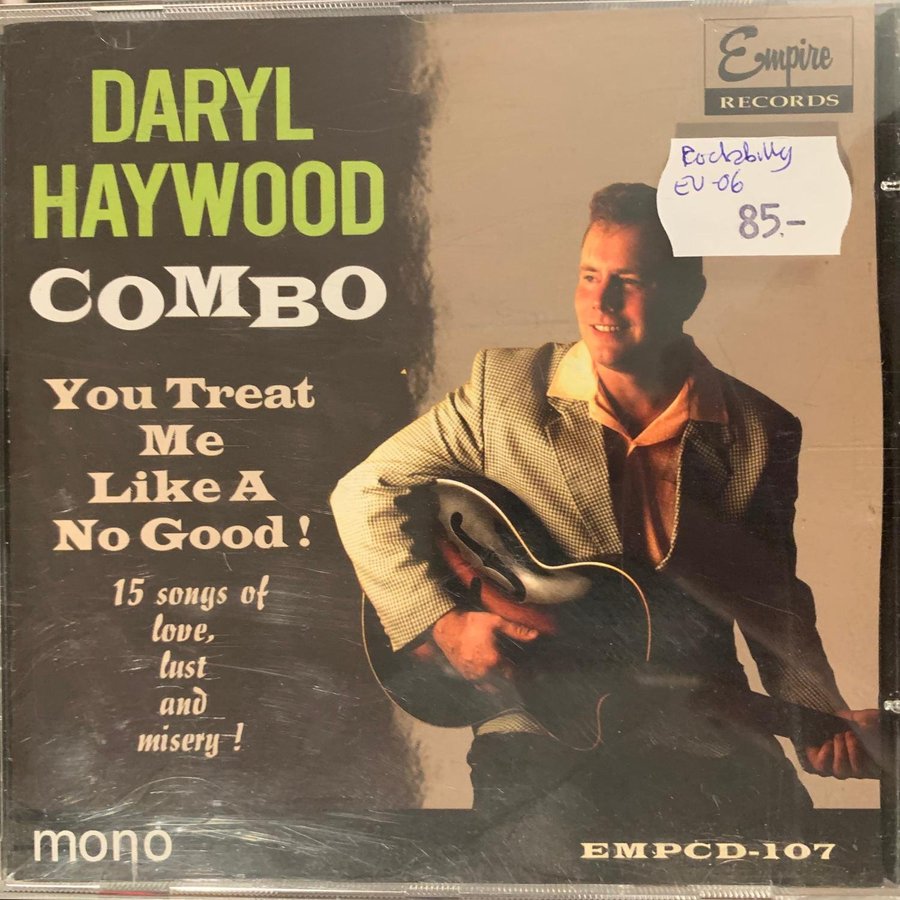 DARYL
HAYWOOD
COMBO
You Treat
Me
Like A
No Good !
15 songs of
love,
lust
and
misery !
mono
Empire
RECORDS
Rockabilly
EU-06
85.-
EMPCD-107